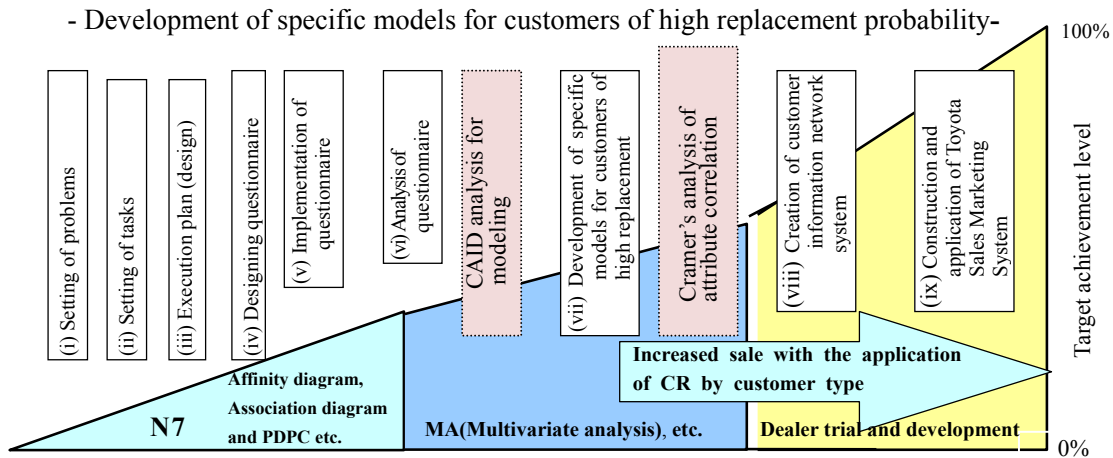 - Development of specific models for customers of high replacement probability-
100%
(i) Setting of problems
(ii) Setting of tasks
(iii) Execution plan (design)
(iv) Designing questionnaire
(v) Implementation of
questionnaire
(vi) Analysis of
questionnaire
CAID analysis for
modeling
(vii) Development of specific
models for customers of
high replacement
Cramer's analysis of
attribute correlation
(viii) Creation of customer
information network
system
(ix) Construction and
application of Toyota
Sales Marketing
System
Target achievement level
Increased sale with the application
of CR by customer type
Affinity diagram,
Association diagram
and PDPC etc.
N7
MA(Multivariate analysis), etc.
Dealer trial and development
0%